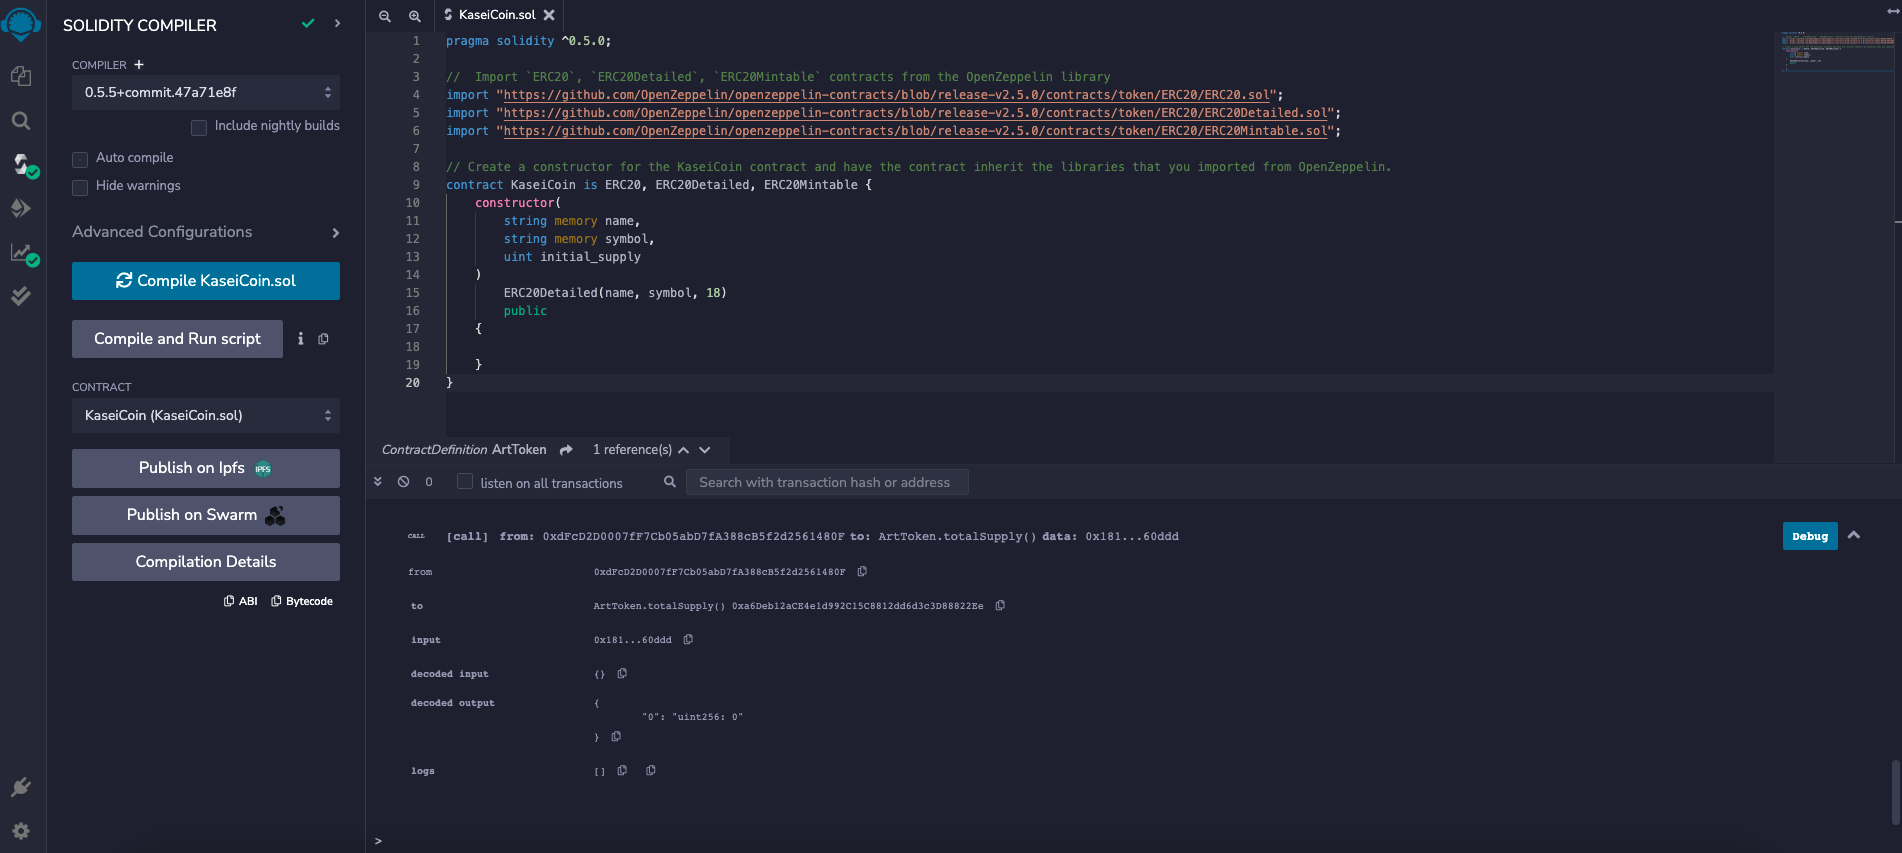 SOLIDITY COMPILER
COMPILER +
0.5.5+commit.47a71e8f
Include nightly builds
Auto compile
Hide warnings
Advanced Configurations
Compile KaseiCoin.sol
Compile and Run script
i
CONTRACT
KaseiCoin (KaseiCoin.sol)
Publish on Ipfs IPFS
Publish on Swarm
Compilation Details
ABI Bytecode
KaseiCoin.sol
1 pragma solidity ^0.5.0;
2
3 //  Import `ERC20`, `ERC20Detailed`, `ERC20Mintable` contracts from the OpenZeppelin library
4 import "https://github.com/OpenZeppelin/openzeppelin-contracts/blob/release-v2.5.0/contracts/token/ERC20/ERC20.sol";
5 import "https://github.com/OpenZeppelin/openzeppelin-contracts/blob/release-v2.5.0/contracts/token/ERC20/ERC20Detailed.sol";
6 import "https://github.com/OpenZeppelin/openzeppelin-contracts/blob/release-v2.5.0/contracts/token/ERC20/ERC20Mintable.sol";
7
8 // Create a constructor for the KaseiCoin contract and have the contract inherit the libraries that you imported from OpenZeppelin.
9 contract KaseiCoin is ERC20, ERC20Detailed, ERC20Mintable {
10 constructor(
11 string memory name,
12 string memory symbol,
13 uint initial_supply
14 )
15 ERC20Detailed(name, symbol, 18)
16 public
17 {
18
19 }
20 }
ContractDefinition ArtToken 1 reference(s)
0 listen on all transactions Search with transaction hash or address
CALL [call] from: 0xdFcD2D0007fF7Cb05abD7fA388cB5f2d2561480F to: ArtToken.totalSupply() data: 0x181...60ddd Debug
from 0xdFcD2D0007fF7Cb05abD7fA388cB5f2d2561480F
to ArtToken.totalSupply() 0xa6Deb12aCE4e1d992C15C8812dd6d3c3D88822Ee
input 0x181...60ddd
decoded input {}
decoded output {
"0": "uint256: 0"
}
logs []
>